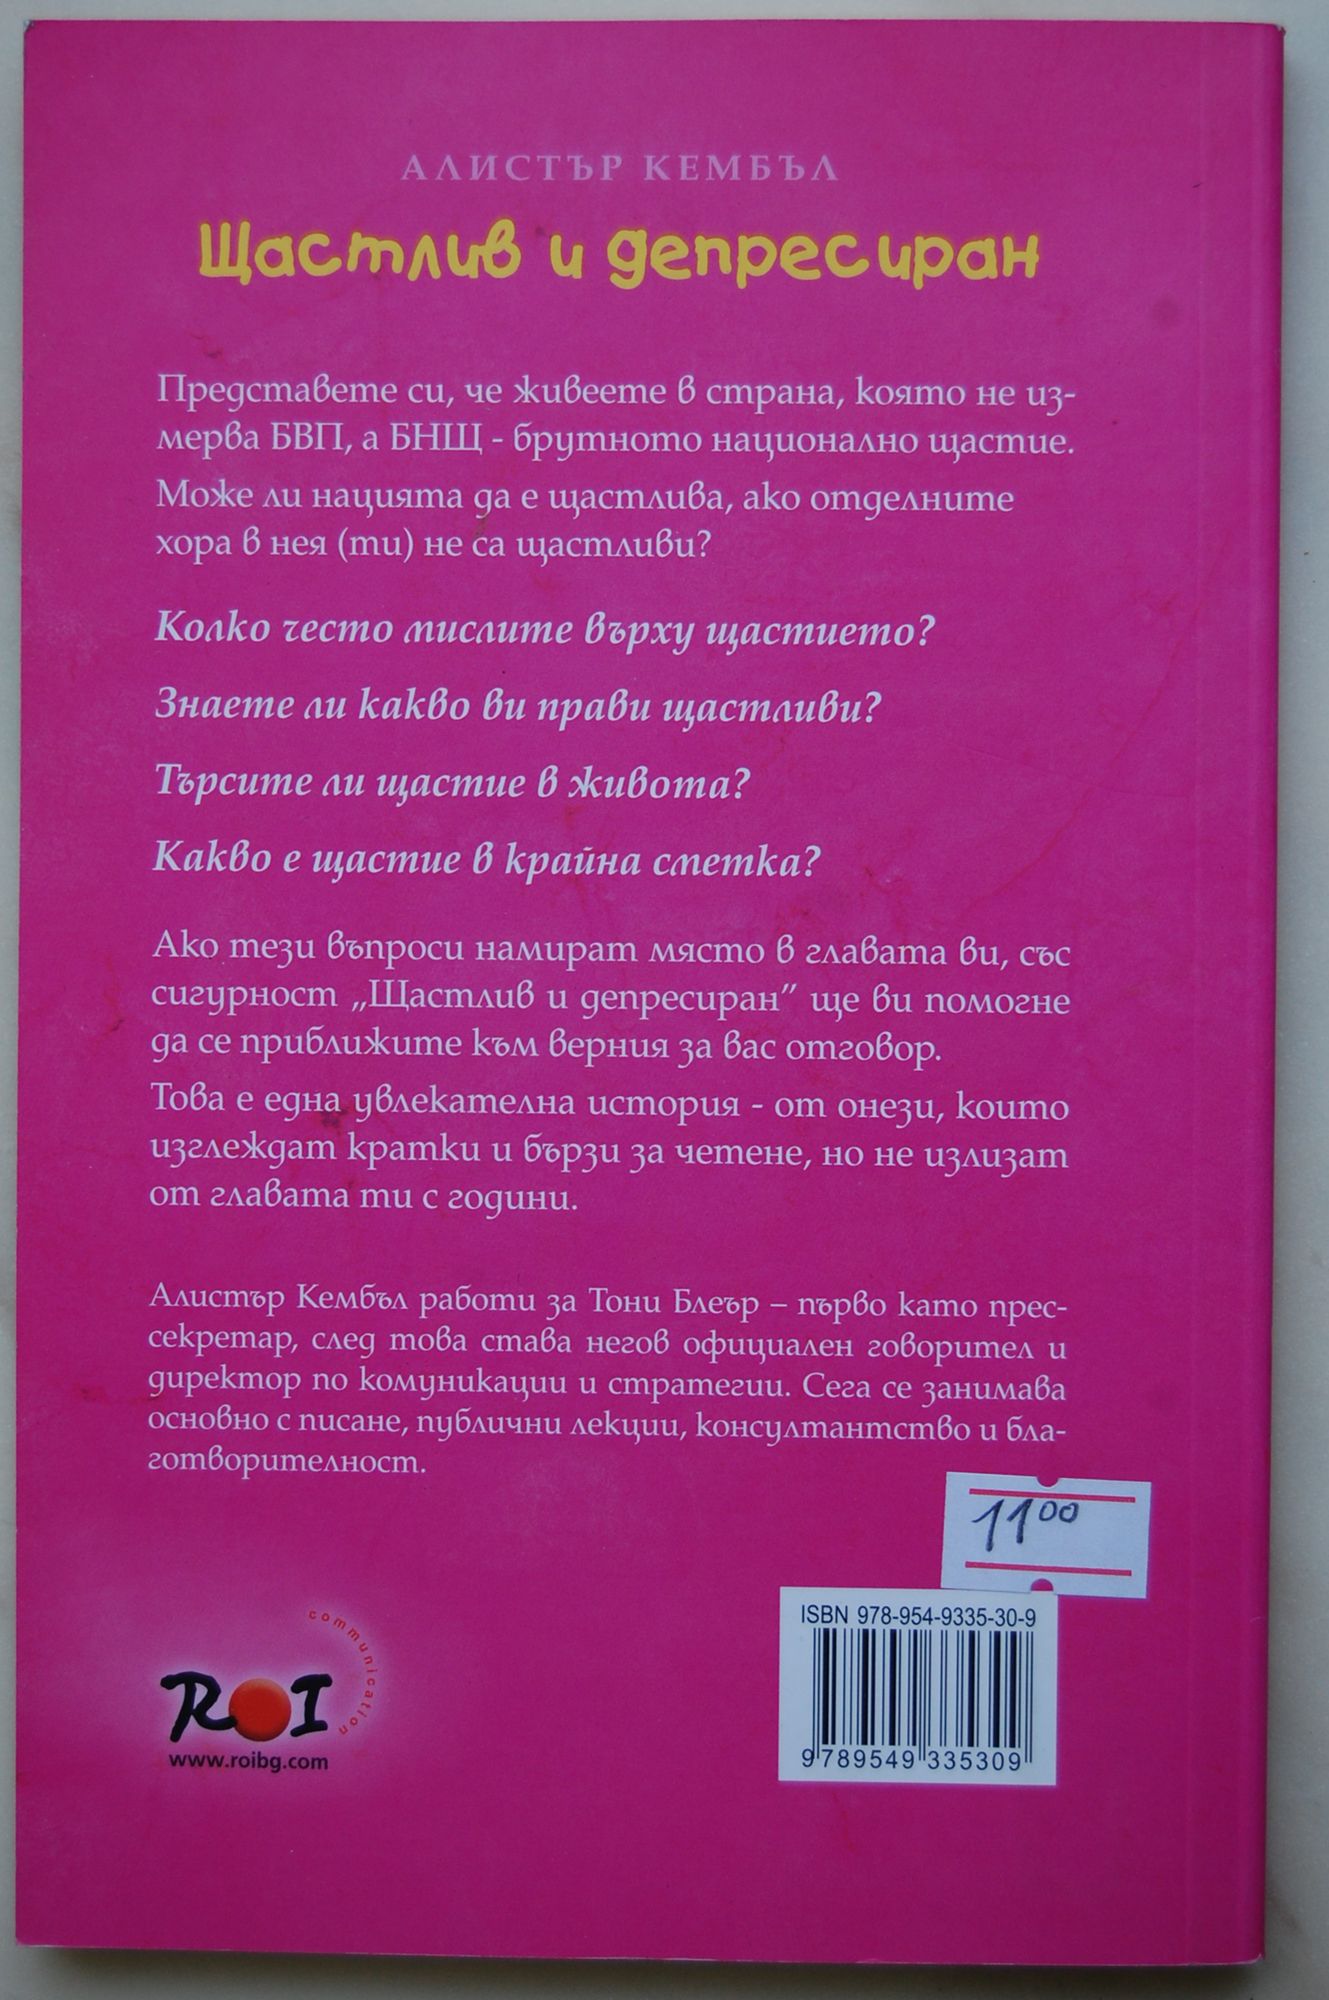 АЛИСТЪР КЕМБЪЛ
Щастлив и депресиран
Представете си, че живеете в страна, която не из-
мерва БВП, а БНЩ - брутното национално щастие.
Може ли нацията да е щастлива, ако отделните
хора в нея (ти) не са щастливи?
Колко често мислите върху щастието?
Знаете ли какво ви прави щастливи?
Търсите ли щастие в живота?
Какво е щастие в крайна сметка?
Ако тези въпроси намират място в главата ви, със
сигурност „Щастлив и депресиран” ще ви помогне
да се приближите към верния за вас отговор.
Това е една увлекателна история - от онези, които
изглеждат кратки и бързи за четене, но не излизат
от главата ти с години.
Алистър Кембъл работи за Тони Блеър – първо като прес-
секретар, след това става негов официален говорител и
директор по комуникации и стратегии. Сега се занимава
основно с писане, публични лекции, консултантство и бла-
готворителност.
11 00
ISBN 978-954-9335-30-9
9 789549 335309
communication
ROI
www.roibg.com